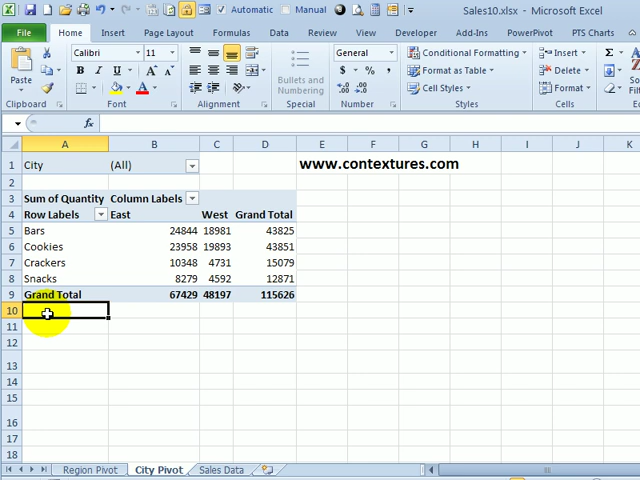 Sales10.xlsx - Microsoft Excel
Automatic Manual
File Home Insert Page Layout Formulas Data Review View Developer Add-Ins PowerPivot PTS Charts
Calibri 11 General Conditional Formatting Insert
Paste Bullets and Numbering Format as Table Delete
Cell Styles Format
Clipboard Font Alignment Special Number Styles Cells
fx
A B C D E F G H I J K
1 City (All) www.contextures.com
2
3 Sum of Quantity Column Labels
4 Row Labels East West Grand Total
5 Bars 24844 18981 43825
6 Cookies 23958 19893 43851
7 Crackers 10348 4731 15079
8 Snacks 8279 4592 12871
9 Grand Total 67429 48197 115626
10
11
12
13
14
15
16
17
18
Region Pivot City Pivot Sales Data